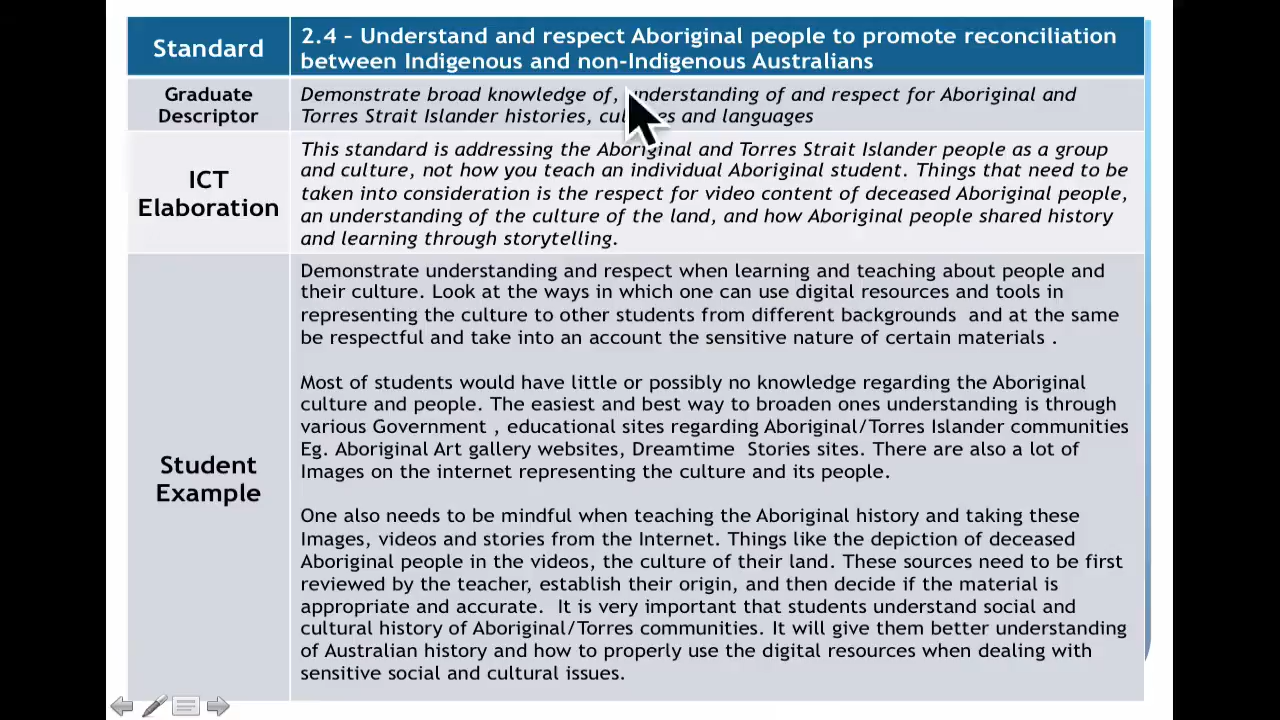 Standard
2.4 – Understand and respect Aboriginal people to promote reconciliation
between Indigenous and non-Indigenous Australians
Graduate
Descriptor
Demonstrate broad knowledge of, understanding of and respect for Aboriginal and
Torres Strait Islander histories, cultures and languages
ICT
Elaboration
This standard is addressing the Aboriginal and Torres Strait Islander people as a group
and culture, not how you teach an individual Aboriginal student. Things that need to be
taken into consideration is the respect for video content of deceased Aboriginal people,
an understanding of the culture of the land, and how Aboriginal people shared history
and learning through storytelling.
Student
Example
Demonstrate understanding and respect when learning and teaching about people and
their culture. Look at the ways in which one can use digital resources and tools in
representing the culture to other students from different backgrounds  and at the same
be respectful and take into an account the sensitive nature of certain materials .
Most of students would have little or possibly no knowledge regarding the Aboriginal
culture and people. The easiest and best way to broaden ones understanding is through
various Government , educational sites regarding Aboriginal/Torres Islander communities
Eg. Aboriginal Art gallery websites, Dreamtime  Stories sites. There are also a lot of
Images on the internet representing the culture and its people.
One also needs to be mindful when teaching the Aboriginal history and taking these
Images, videos and stories from the Internet. Things like the depiction of deceased
Aboriginal people in the videos, the culture of their land. These sources need to be first
reviewed by the teacher, establish their origin, and then decide if the material is
appropriate and accurate.  It is very important that students understand social and
cultural history of Aboriginal/Torres communities. It will give them better understanding
of Australian history and how to properly use the digital resources when dealing with
sensitive social and cultural issues.